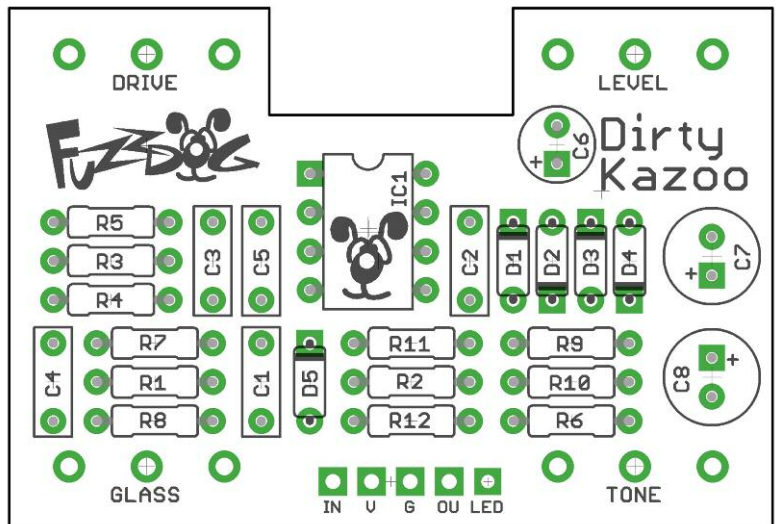 DRIVE
LEVEL
FuzzDog
Dirty
Kazoo
C6
+
IC1
R5
R3
R4
C3
C5
C2
D1
D2
D3
D4
C7
+
C4
R7
R1
R8
C1
D5
R11
R2
R12
R9
R10
R6
C8
+
GLASS
TONE
IN V G OU LED